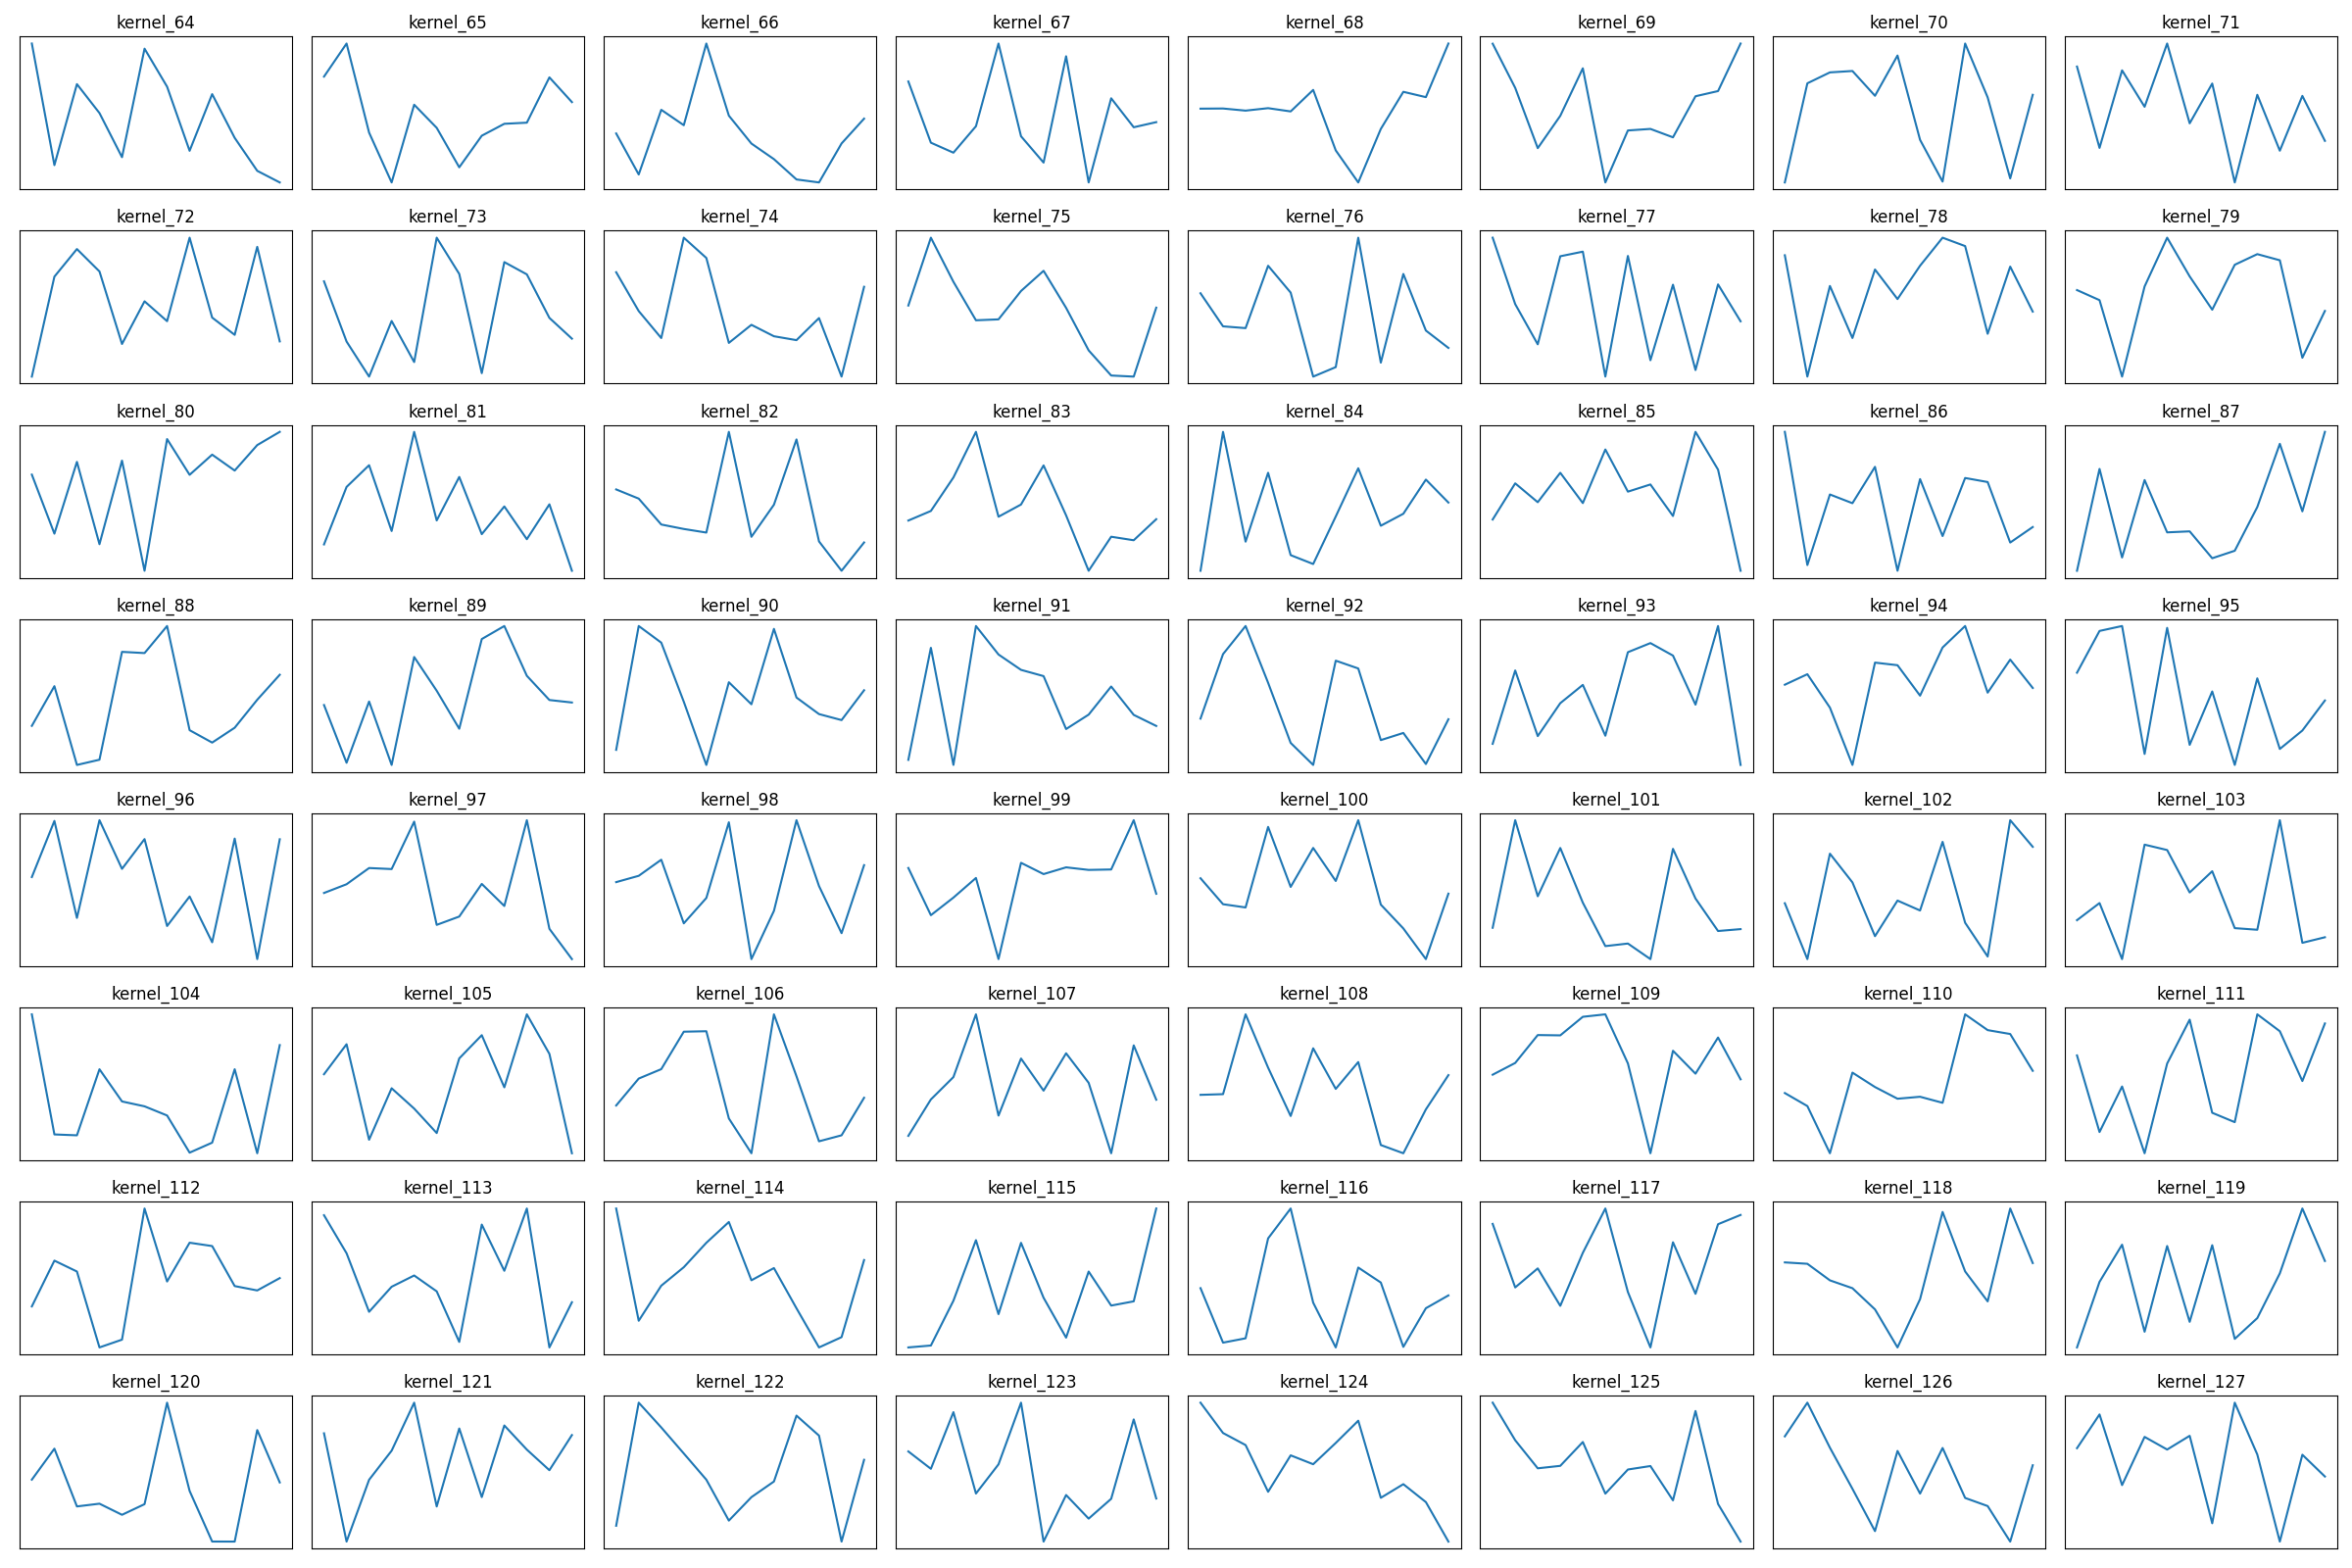 kernel_64 kernel_65 kernel_66 kernel_67 kernel_68 kernel_69 kernel_70 kernel_71
kernel_72 kernel_73 kernel_74 kernel_75 kernel_76 kernel_77 kernel_78 kernel_79
kernel_80 kernel_81 kernel_82 kernel_83 kernel_84 kernel_85 kernel_86 kernel_87
kernel_88 kernel_89 kernel_90 kernel_91 kernel_92 kernel_93 kernel_94 kernel_95
kernel_96 kernel_97 kernel_98 kernel_99 kernel_100 kernel_101 kernel_102 kernel_103
kernel_104 kernel_105 kernel_106 kernel_107 kernel_108 kernel_109 kernel_110 kernel_111
kernel_112 kernel_113 kernel_114 kernel_115 kernel_116 kernel_117 kernel_118 kernel_119
kernel_120 kernel_121 kernel_122 kernel_123 kernel_124 kernel_125 kernel_126 kernel_127